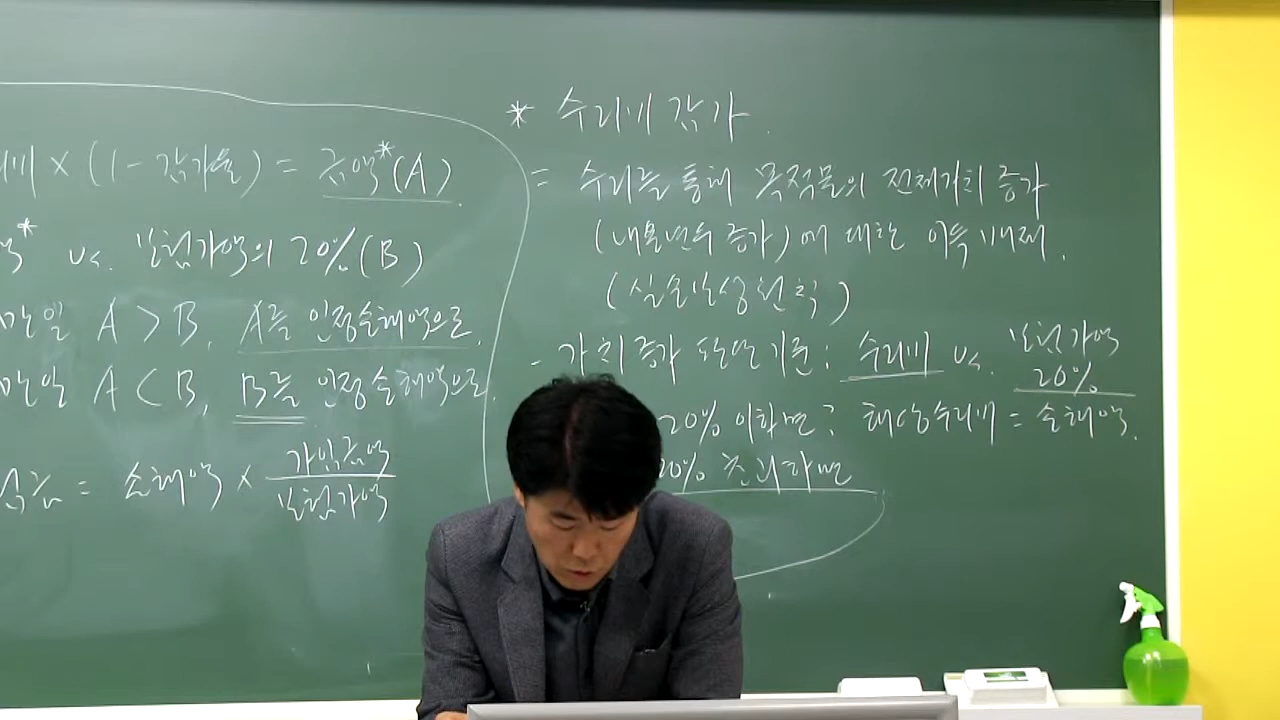 × (1 - 감가율) = 금액*(A).
vs. 보험가액의 20% (B)
만일 A > B, A를 인정손해액으로.
만일 A < B, B를 인정손해액으로.
= 손해액 × 가입금액
보험가액
* 수리비 감가.
= 수리를 통해 목적물의 전체가치 증가
(내용년수 증가)에 대한 이득 배제.
(실손보상원칙)
- 가치증가 판단기준: 수리비 vs. 보험가액
20%
20% 이하면: 해당수리비 = 손해액.
20% 초과하면